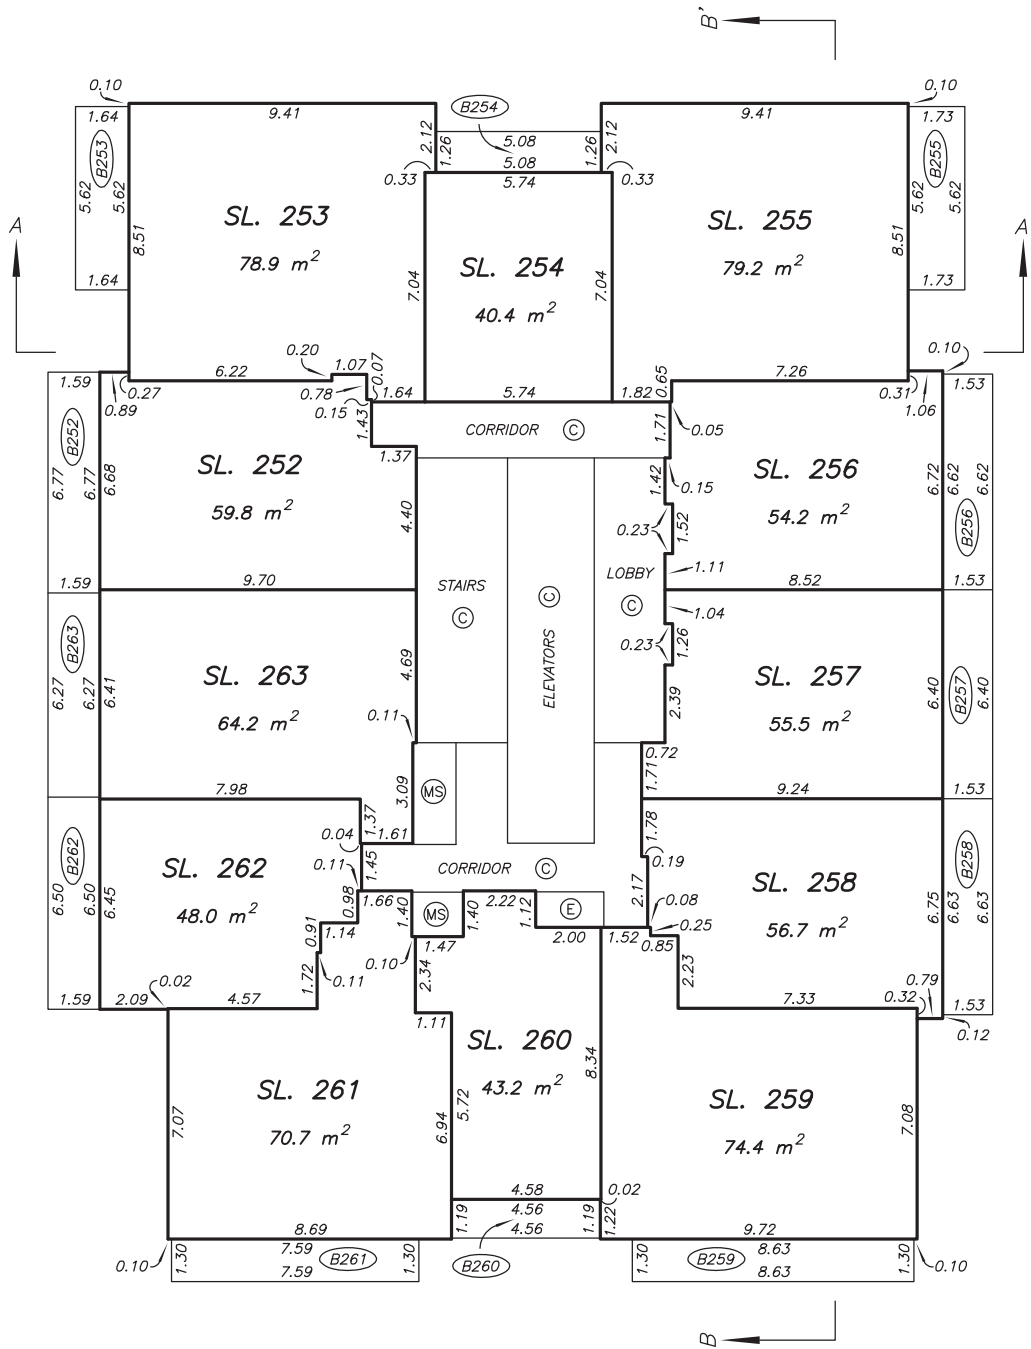 B'
0.10
0.10
1.64
9.41
B254
9.41
1.73
B253
2.12
1.26
5.08
1.26
2.12
B255
5.08
0.33
5.74
0.33
5.62
5.62
5.62
5.62
SL. 253
SL. 255
A
A
8.51
78.9 m²
SL. 254
79.2 m²
8.51
7.04
7.04
1.64
40.4 m²
1.73
0.20
1.07
0.07
0.10
1.59
6.22
0.78
1.64
5.74
1.82
0.65
7.26
1.53
0.27
0.15
0.31
0.89
1.43
1.06
B252
CORRIDOR C
1.71
0.05
1.37
SL. 252
SL. 256
6.77
6.77
6.68
1.42
0.15
6.72
6.62
6.62
59.8 m²
4.40
54.2 m²
0.23
1.52
B256
STAIRS
LOBBY
1.11
1.59
9.70
8.52
1.53
C
C
C
1.04
B263
ELEVATORS
0.23
1.26
SL. 263
SL. 257
6.27
6.27
6.41
4.69
6.40
B257
6.40
64.2 m²
2.39
55.5 m²
0.11
0.72
1.71
7.98
3.09
MS
9.24
1.53
1.37
0.04
1.61
1.78
B262
B258
SL. 262
0.11
1.45
CORRIDOR C
0.19
SL. 258
6.50
6.50
6.45
48.0 m²
0.98
1.66
1.40
MS
1.40
2.22
1.12
E
2.17
0.08
56.7 m²
6.75
6.63
6.63
0.91
1.14
1.47
2.00
1.52
0.25
0.85
0.10
0.02
1.72
0.11
2.34
2.23
0.79
1.59
2.09
4.57
7.33
0.32
1.53
1.11
0.12
SL. 260
SL. 261
43.2 m²
8.34
SL. 259
7.07
70.7 m²
6.94
5.72
74.4 m²
7.08
4.58
0.02
1.19
4.56
1.19
1.22
8.69
4.56
9.72
0.10
1.30
7.59
B261
1.30
B260
1.30
B259
8.63
1.30
0.10
7.59
8.63
B